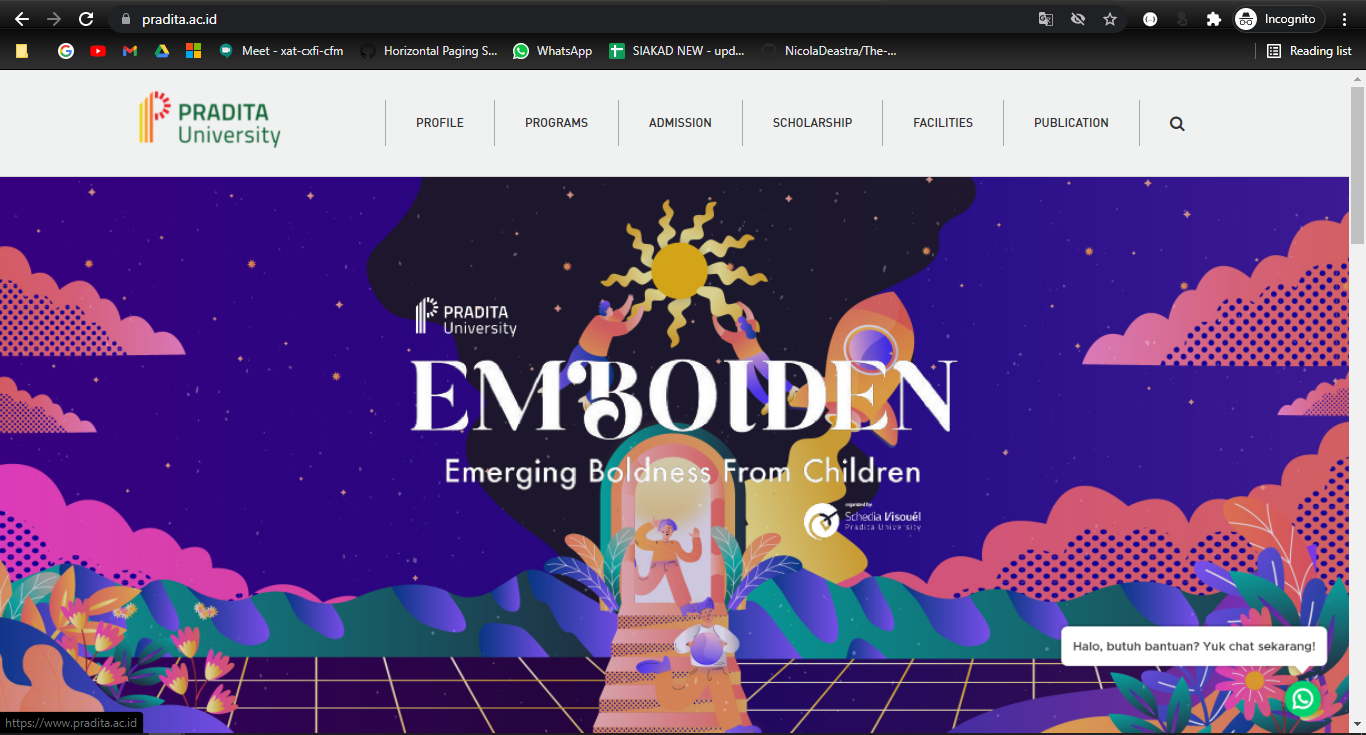 pradita.ac.id
Incognito
Meet - xat-cxfi-cfm
Horizontal Paging S...
WhatsApp
SIAKAD NEW - upd...
NicolaDeastra/The-...
Reading list
PRADITA
University
PROFILE
PROGRAMS
ADMISSION
SCHOLARSHIP
FACILITIES
PUBLICATION
PRADITA
University
EMBOLDEN
Emerging Boldness From Children
organized by
Schedia Visouél
Pradita University
Halo, butuh bantuan? Yuk chat sekarang!
https://www.pradita.ac.id